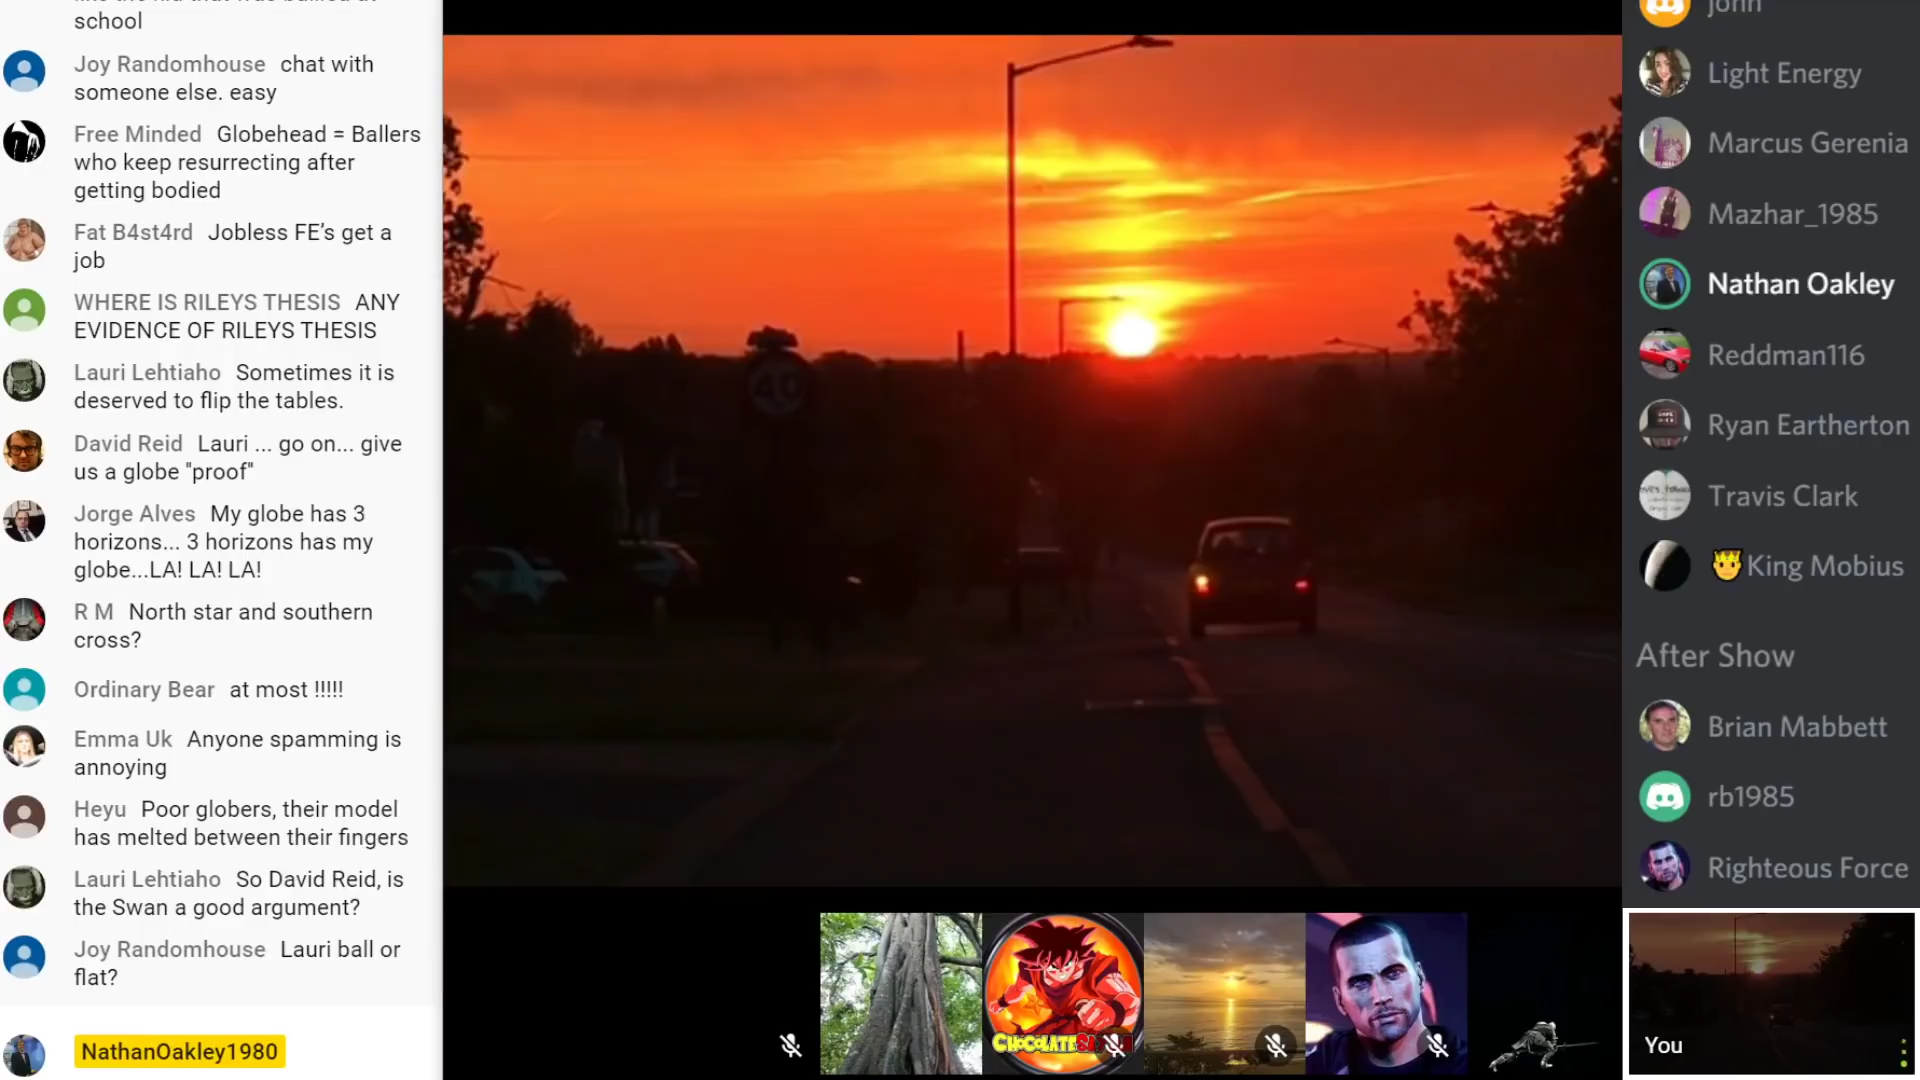 school
Joy Randomhouse chat with
someone else. easy
Free Minded Globehead = Ballers
who keep resurrecting after
getting bodied
Fat B4st4rd Jobless FE’s get a
job
WHERE IS RILEYS THESIS ANY
EVIDENCE OF RILEYS THESIS
Lauri Lehtiaho Sometimes it is
deserved to flip the tables.
David Reid Lauri ... go on... give
us a globe "proof"
Jorge Alves My globe has 3
horizons... 3 horizons has my
globe...LA! LA! LA!
R M North star and southern
cross?
Ordinary Bear at most !!!!!
Emma Uk Anyone spamming is
annoying
Heyu Poor globers, their model
has melted between their fingers
Lauri Lehtiaho So David Reid, is
the Swan a good argument?
Joy Randomhouse Lauri ball or
flat?
NathanOakley1980
40
john
Light Energy
Marcus Gerenia
Mazhar_1985
Nathan Oakley
Reddman116
Ryan Eartherton
Travis Clark
King Mobius
After Show
Brian Mabbett
rb1985
Righteous Force
You